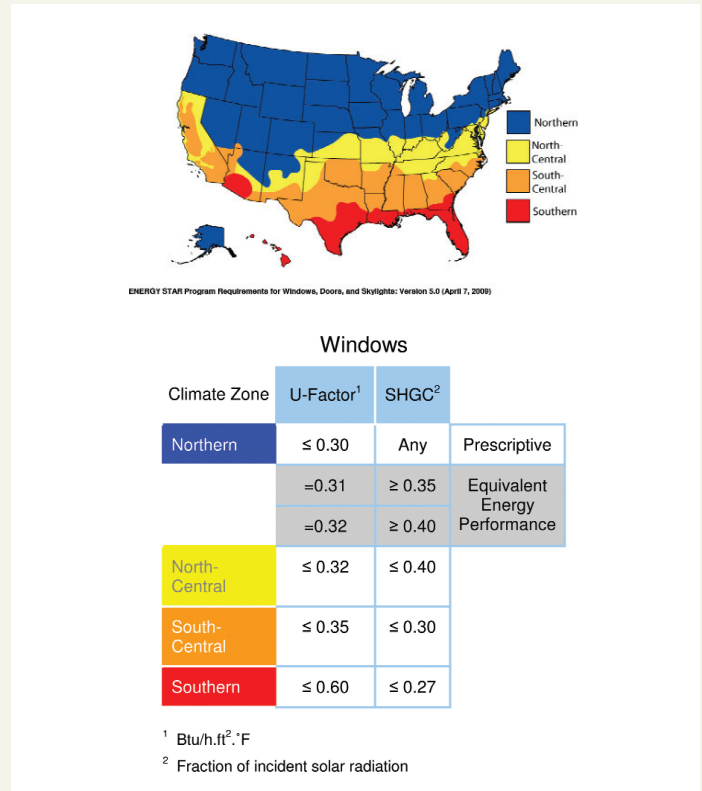 Northern
North-
Central
South-
Central
Southern
ENERGY STAR Program Requirements for Windows, Doors, and Skylights: Version 5.0 (April 7, 2009)
Windows
Climate Zone U-Factor1 SHGC2
Northern ≤ 0.30 Any Prescriptive
=0.31 ≥ 0.35 Equivalent
Energy
=0.32 ≥ 0.40 Performance
North-
Central ≤ 0.32 ≤ 0.40
South-
Central ≤ 0.35 ≤ 0.30
Southern ≤ 0.60 ≤ 0.27
1 Btu/h.ft2.˚F
2 Fraction of incident solar radiation